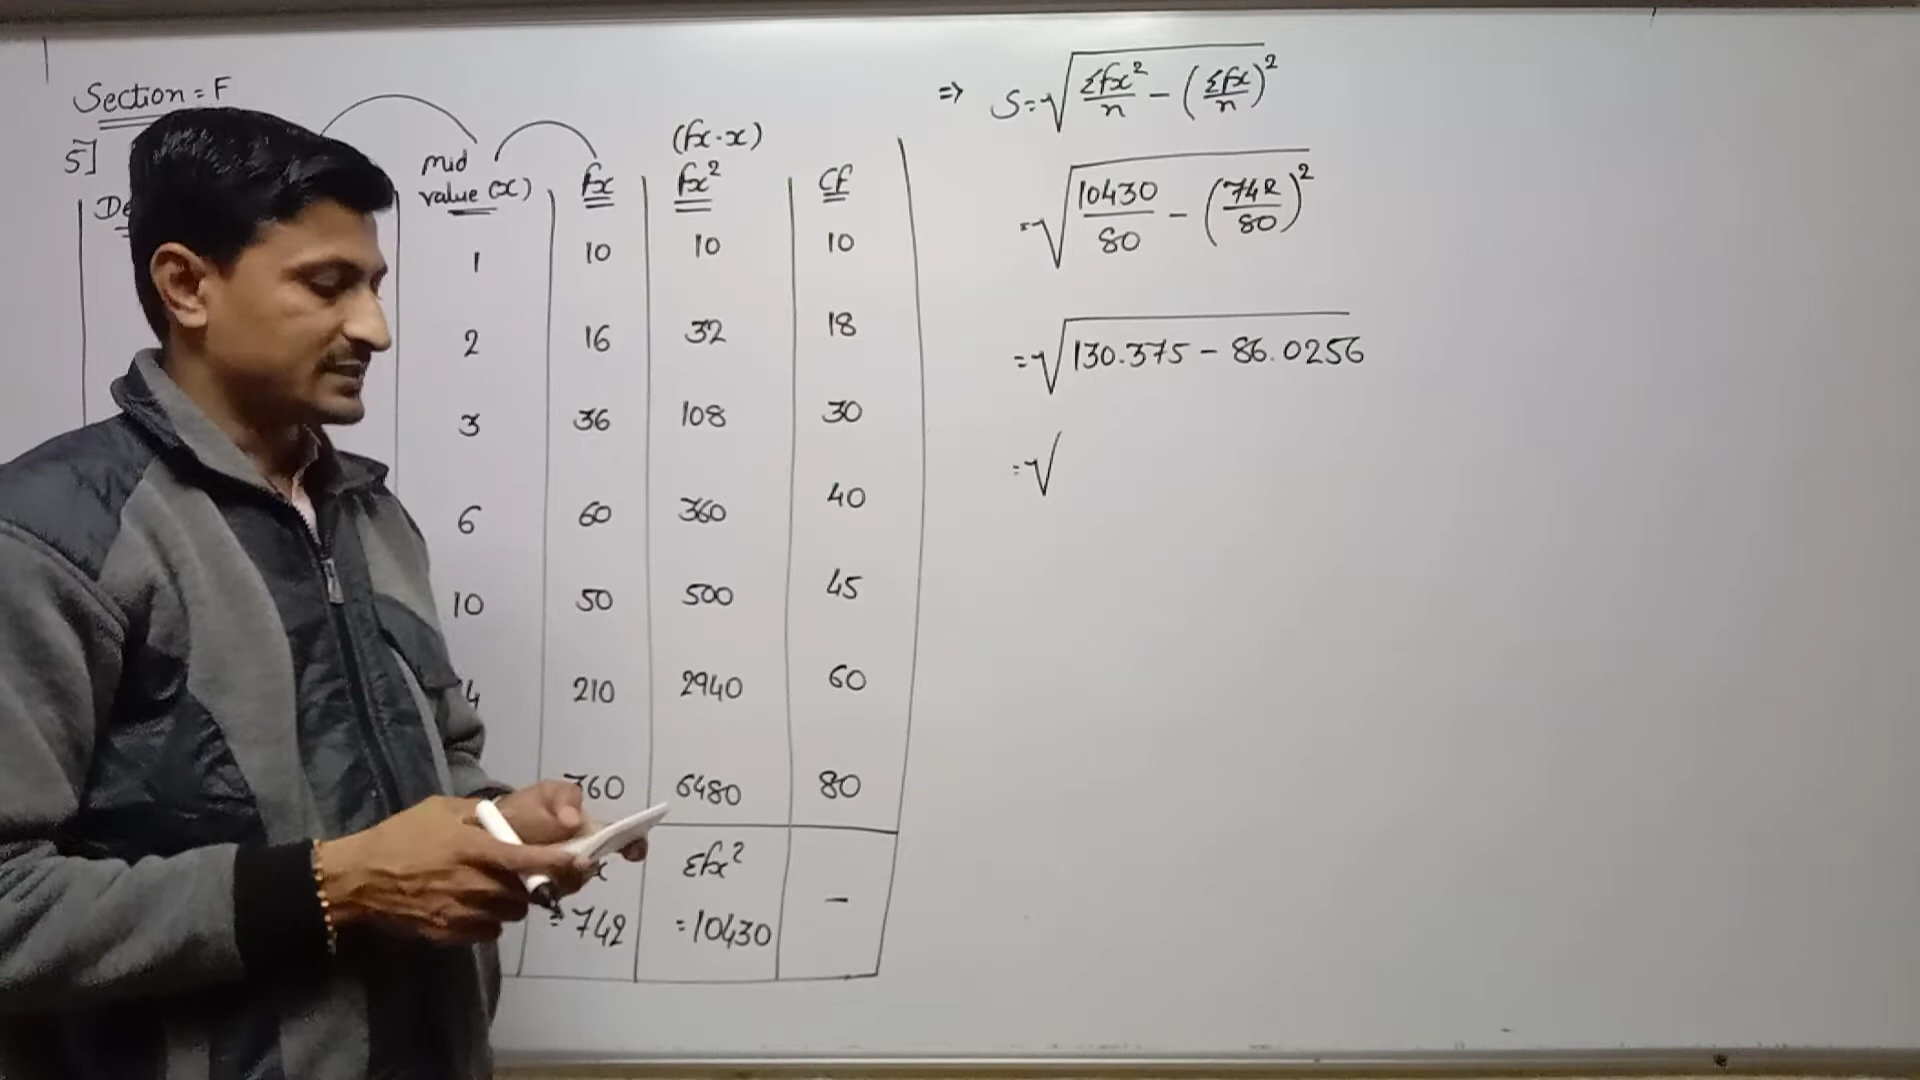 Section = F
5]
mid value (x) | fx | (fx·x) fx² | cf
1 | 10 | 10 | 10
2 | 16 | 32 | 18
3 | 36 | 108 | 30
6 | 60 | 360 | 40
10 | 50 | 500 | 45
4 | 210 | 2940 | 60
360 | 6480 | 80
Σfx²
= 742 | = 10430 | –
⇒ S = √(Σfx²/n – (Σfx/n)²)
= √(10430/80 – (742/80)²)
= √(130.375 – 86.0256)
= √